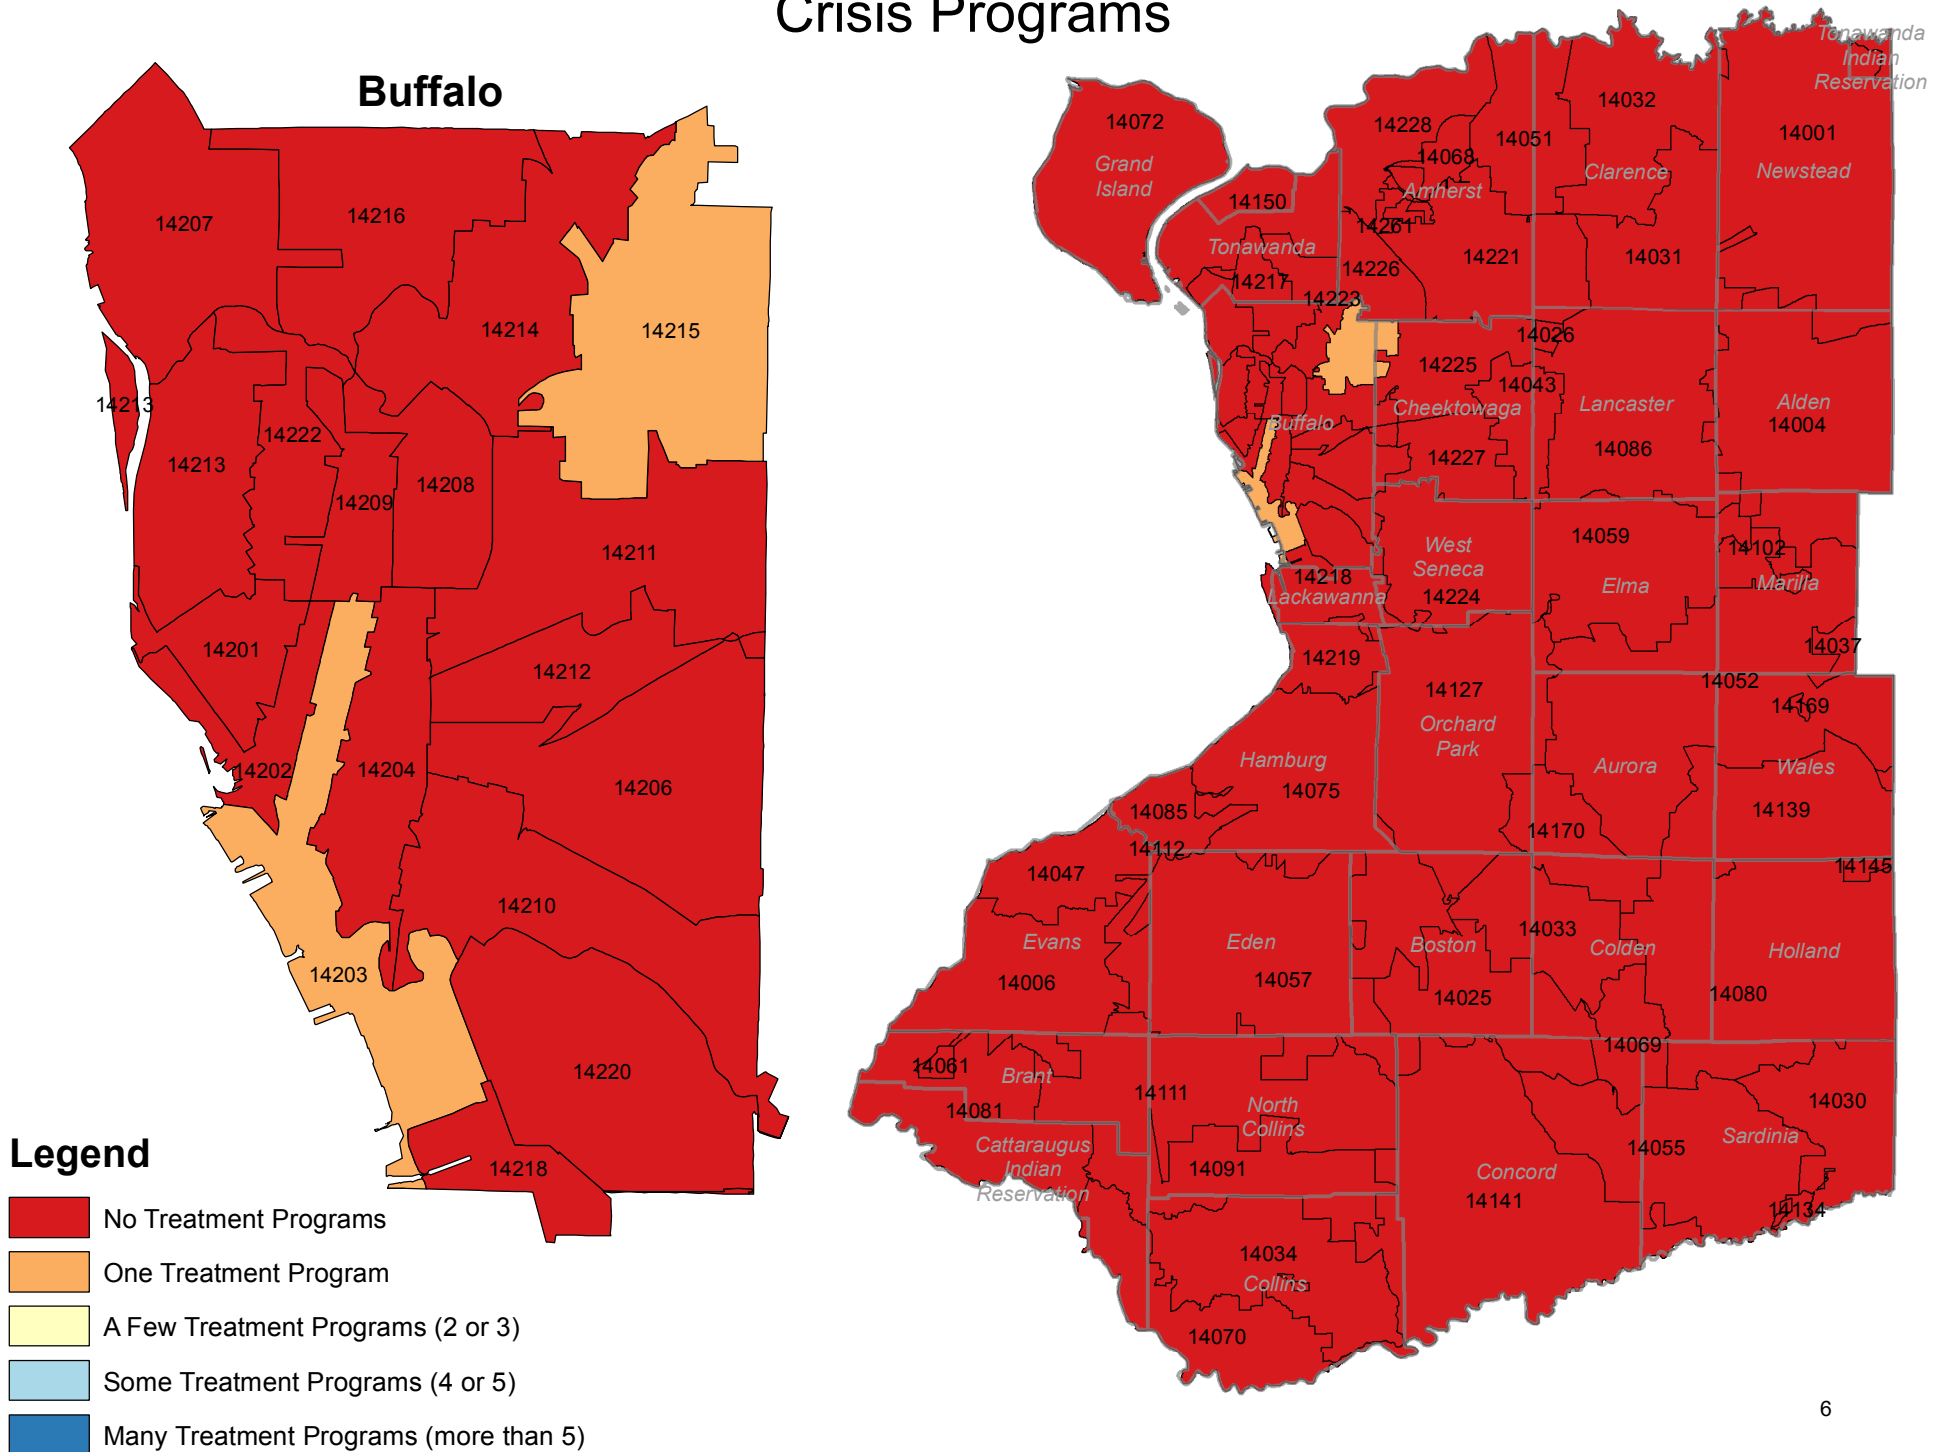 Crisis Programs
Buffalo
14207
14216
14214
14215
14213
14213
14222
14209
14208
14211
14201
14212
14202
14204
14206
14210
14203
14220
14218
Legend
No Treatment Programs
One Treatment Program
A Few Treatment Programs (2 or 3)
Some Treatment Programs (4 or 5)
Many Treatment Programs (more than 5)
Tonawanda
Indian
Reservation
14072
Grand
Island
14228
14068
Amherst
14051
14032
Clarence
14001
Newstead
14150
Tonawanda
14217
14223
14261
14226
14221
14031
14026
14225
14043
Cheektowaga
14227
Buffalo
Lancaster
14086
Alden
14004
West
Seneca
14224
14059
Elma
14102
Marilla
14037
14218
Lackawanna
14219
14127
Orchard
Park
14052
14169
Hamburg
14075
14085
14112
Aurora
14170
Wales
14139
14145
14047
Evans
14006
Eden
14057
Boston
14025
14033
Colden
Holland
14080
14069
14061
Brant
14081
14111
North
Collins
14091
Cattaraugus
Indian
Reservation
Concord
14141
14055
Sardinia
14030
14134
14034
Collins
14070
6